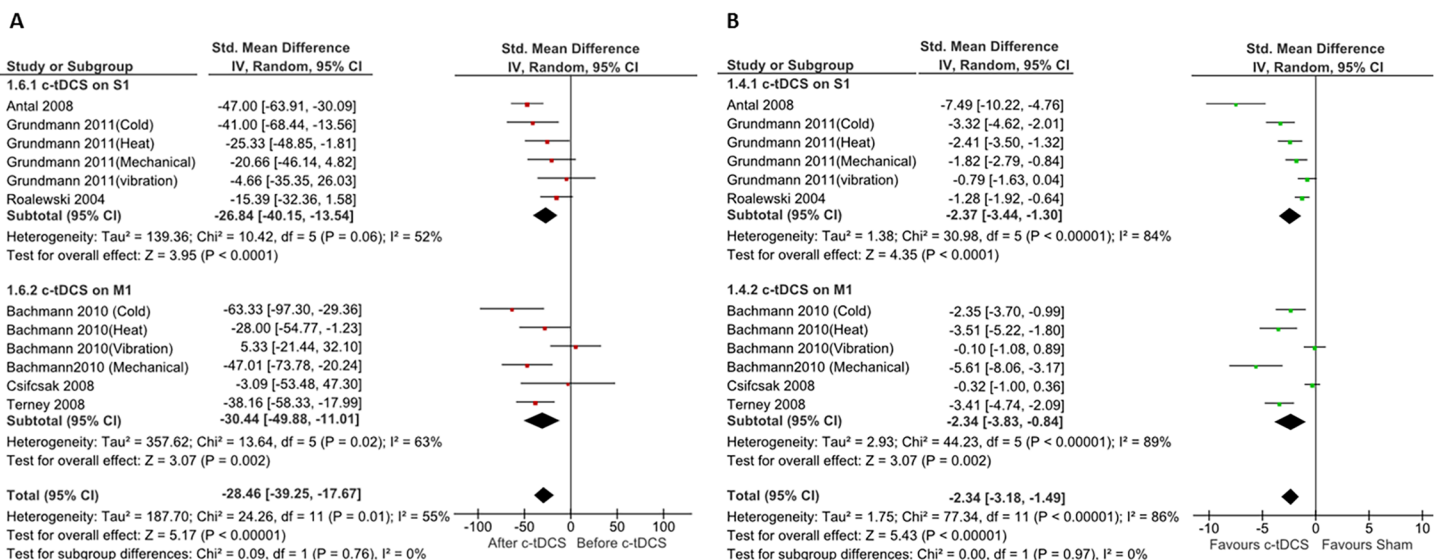 A
Std. Mean Difference
Std. Mean Difference
Study or Subgroup IV, Random, 95% CI IV, Random, 95% CI
1.6.1 c-tDCS on S1
Antal 2008 -47.00 [-63.91, -30.09]
Grundmann 2011(Cold) -41.00 [-68.44, -13.56]
Grundmann 2011(Heat) -25.33 [-48.85, -1.81]
Grundmann 2011(Mechanical) -20.66 [-46.14, 4.82]
Grundmann 2011(vibration) -4.66 [-35.35, 26.03]
Roalewski 2004 -15.39 [-32.36, 1.58]
Subtotal (95% CI) -26.84 [-40.15, -13.54]
Heterogeneity: Tau² = 139.36; Chi² = 10.42, df = 5 (P = 0.06); I² = 52%
Test for overall effect: Z = 3.95 (P < 0.0001)
1.6.2 c-tDCS on M1
Bachmann 2010 (Cold) -63.33 [-97.30, -29.36]
Bachmann 2010(Heat) -28.00 [-54.77, -1.23]
Bachmann 2010(Vibration) 5.33 [-21.44, 32.10]
Bachmann2010 (Mechanical) -47.01 [-73.78, -20.24]
Csifcsak 2008 -3.09 [-53.48, 47.30]
Terney 2008 -38.16 [-58.33, -17.99]
Subtotal (95% CI) -30.44 [-49.88, -11.01]
Heterogeneity: Tau² = 357.62; Chi² = 13.64, df = 5 (P = 0.02); I² = 63%
Test for overall effect: Z = 3.07 (P = 0.002)
Total (95% CI) -28.46 [-39.25, -17.67]
Heterogeneity: Tau² = 187.70; Chi² = 24.26, df = 11 (P = 0.01); I² = 55%
Test for overall effect: Z = 5.17 (P < 0.00001)
Test for subgroup differences: Chi² = 0.09, df = 1 (P = 0.76), I² = 0%
-100 -50 0 50 100
After c-tDCS Before c-tDCS
B
Std. Mean Difference
Std. Mean Difference
Study or Subgroup IV, Random, 95% CI IV, Random, 95% CI
1.4.1 c-tDCS on S1
Antal 2008 -7.49 [-10.22, -4.76]
Grundmann 2011(Cold) -3.32 [-4.62, -2.01]
Grundmann 2011(Heat) -2.41 [-3.50, -1.32]
Grundmann 2011(Mechanical) -1.82 [-2.79, -0.84]
Grundmann 2011(vibration) -0.79 [-1.63, 0.04]
Roalewski 2004 -1.28 [-1.92, -0.64]
Subtotal (95% CI) -2.37 [-3.44, -1.30]
Heterogeneity: Tau² = 1.38; Chi² = 30.98, df = 5 (P < 0.00001); I² = 84%
Test for overall effect: Z = 4.35 (P < 0.0001)
1.4.2 c-tDCS on M1
Bachmann 2010 (Cold) -2.35 [-3.70, -0.99]
Bachmann 2010(Heat) -3.51 [-5.22, -1.80]
Bachmann 2010(Vibration) -0.10 [-1.08, 0.89]
Bachmann2010 (Mechanical) -5.61 [-8.06, -3.17]
Csifcsak 2008 -0.32 [-1.00, 0.36]
Terney 2008 -3.41 [-4.74, -2.09]
Subtotal (95% CI) -2.34 [-3.83, -0.84]
Heterogeneity: Tau² = 2.93; Chi² = 44.23, df = 5 (P < 0.00001); I² = 89%
Test for overall effect: Z = 3.07 (P = 0.002)
Total (95% CI) -2.34 [-3.18, -1.49]
Heterogeneity: Tau² = 1.75; Chi² = 77.34, df = 11 (P < 0.00001); I² = 86%
Test for overall effect: Z = 5.43 (P < 0.00001)
Test for subgroup differences: Chi² = 0.00, df = 1 (P = 0.97), I² = 0%
-10 -5 0 5 10
Favours c-tDCS Favours Sham